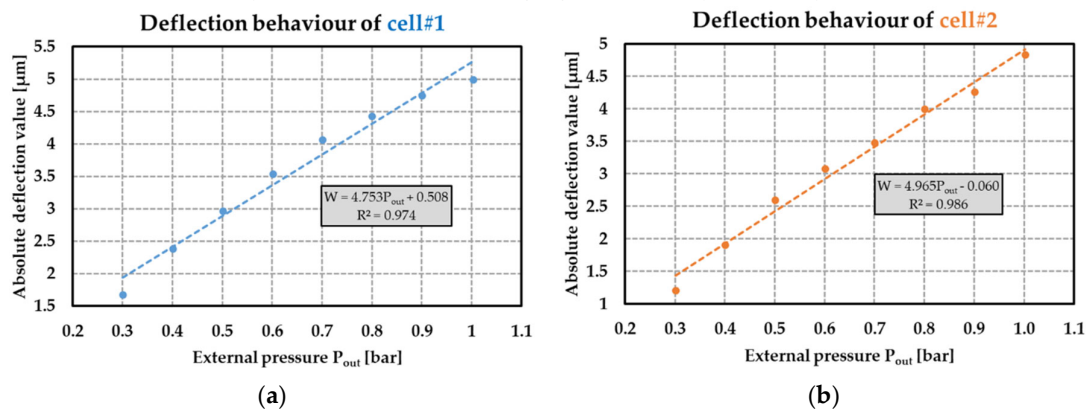 Deflection behaviour of cell#1
Absolute deflection value [µm]
5.5
5
4.5
4
3.5
3
2.5
2
1.5
W = 4.753Pout + 0.508
R² = 0.974
0.2 0.3 0.4 0.5 0.6 0.7 0.8 0.9 1.0 1.1
External pressure Pout [bar]
(a)
Deflection behaviour of cell#2
Absolute deflection value [µm]
5
4.5
4
3.5
3
2.5
2
1.5
1
W = 4.965Pout - 0.060
R² = 0.986
0.2 0.3 0.4 0.5 0.6 0.7 0.8 0.9 1.0 1.1
External pressure Pout [bar]
(b)